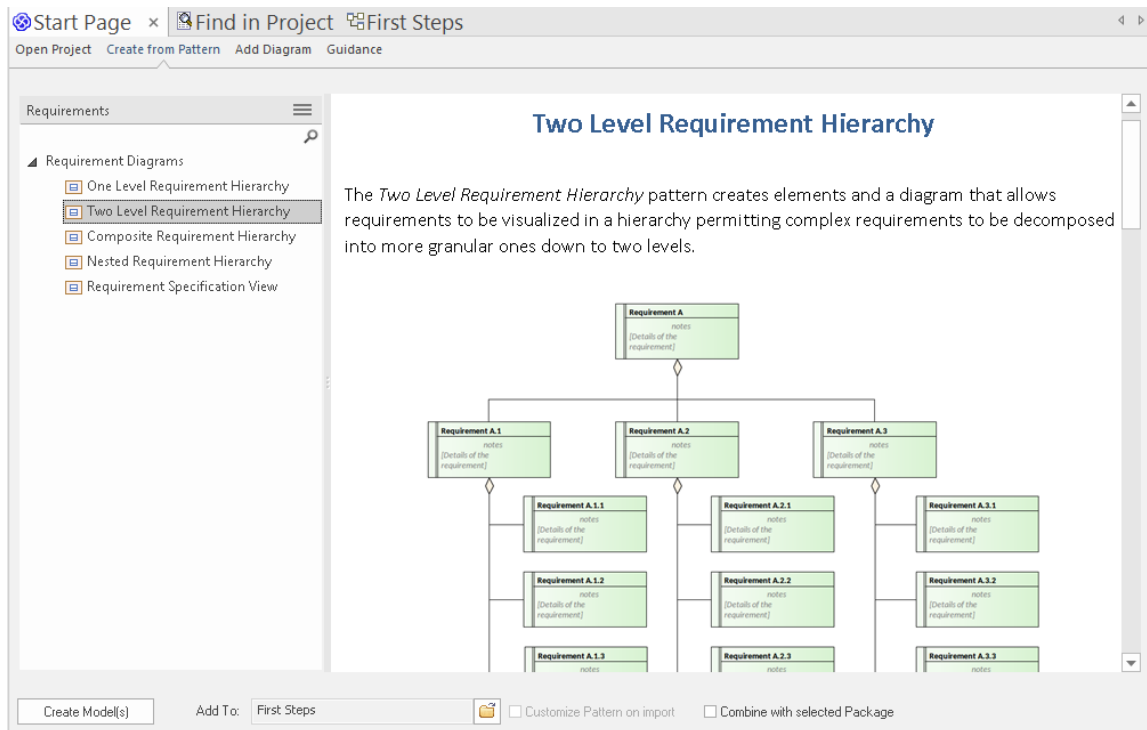 Start Page × Find in Project First Steps
Open Project Create from Pattern Add Diagram Guidance
Requirements
Requirement Diagrams
One Level Requirement Hierarchy
Two Level Requirement Hierarchy
Composite Requirement Hierarchy
Nested Requirement Hierarchy
Requirement Specification View
Two Level Requirement Hierarchy
The Two Level Requirement Hierarchy pattern creates elements and a diagram that allows
requirements to be visualized in a hierarchy permitting complex requirements to be decomposed
into more granular ones down to two levels.
Requirement A
notes
[Details of the
requirement]
Requirement A.1
notes
[Details of the
requirement]
Requirement A.2
notes
[Details of the
requirement]
Requirement A.3
notes
[Details of the
requirement]
Requirement A.1.1
notes
[Details of the
requirement]
Requirement A.2.1
notes
[Details of the
requirement]
Requirement A.3.1
notes
[Details of the
requirement]
Requirement A.1.2
notes
[Details of the
requirement]
Requirement A.2.2
notes
[Details of the
requirement]
Requirement A.3.2
notes
[Details of the
requirement]
Requirement A.1.3
notes
Requirement A.2.3
notes
Requirement A.3.3
notes
Create Model(s) Add To: First Steps Customize Pattern on import Combine with selected Package